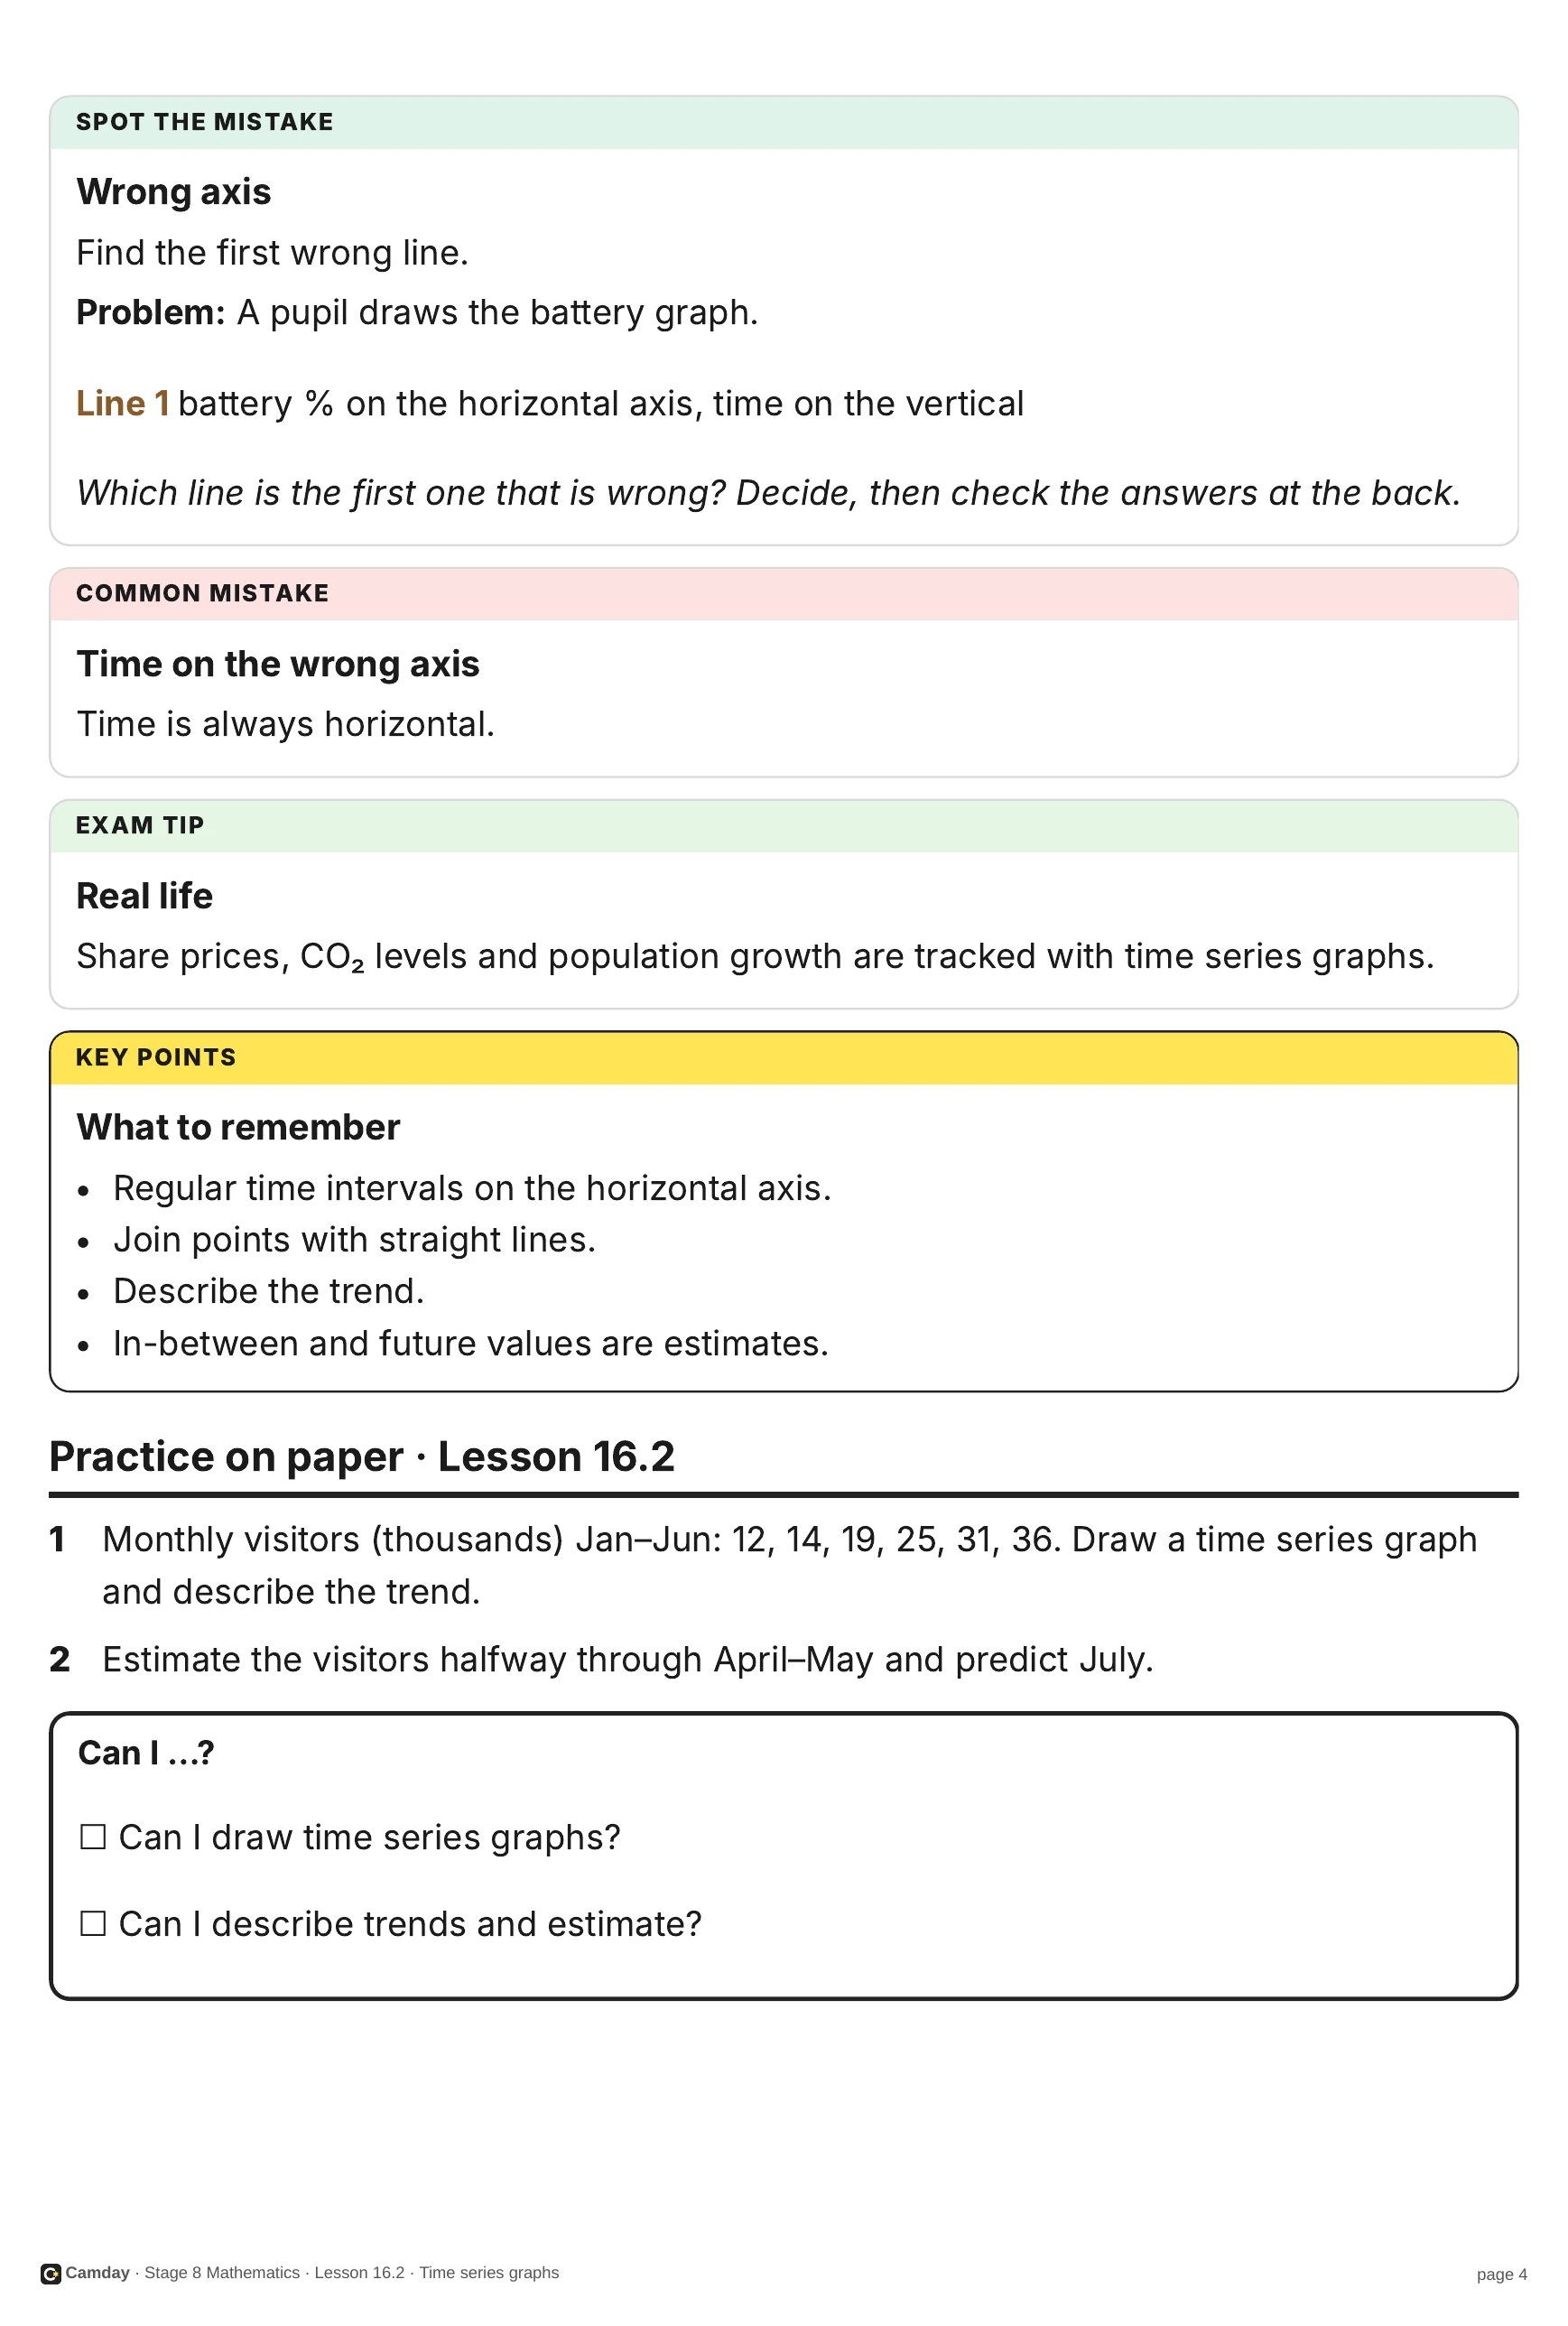 SPOT THE MISTAKE
Wrong axis
Find the first wrong line.
Problem: A pupil draws the battery graph.
Line 1 battery % on the horizontal axis, time on the vertical
Which line is the first one that is wrong? Decide, then check the answers at the back.
COMMON MISTAKE
Time on the wrong axis
Time is always horizontal.
EXAM TIP
Real life
Share prices, CO₂ levels and population growth are tracked with time series graphs.
KEY POINTS
What to remember
• Regular time intervals on the horizontal axis.
• Join points with straight lines.
• Describe the trend.
• In-between and future values are estimates.
Practice on paper · Lesson 16.2
1 Monthly visitors (thousands) Jan–Jun: 12, 14, 19, 25, 31, 36. Draw a time series graph
and describe the trend.
2 Estimate the visitors halfway through April–May and predict July.
Can I …?
☐ Can I draw time series graphs?
☐ Can I describe trends and estimate?
Camday · Stage 8 Mathematics · Lesson 16.2 · Time series graphs
page 4